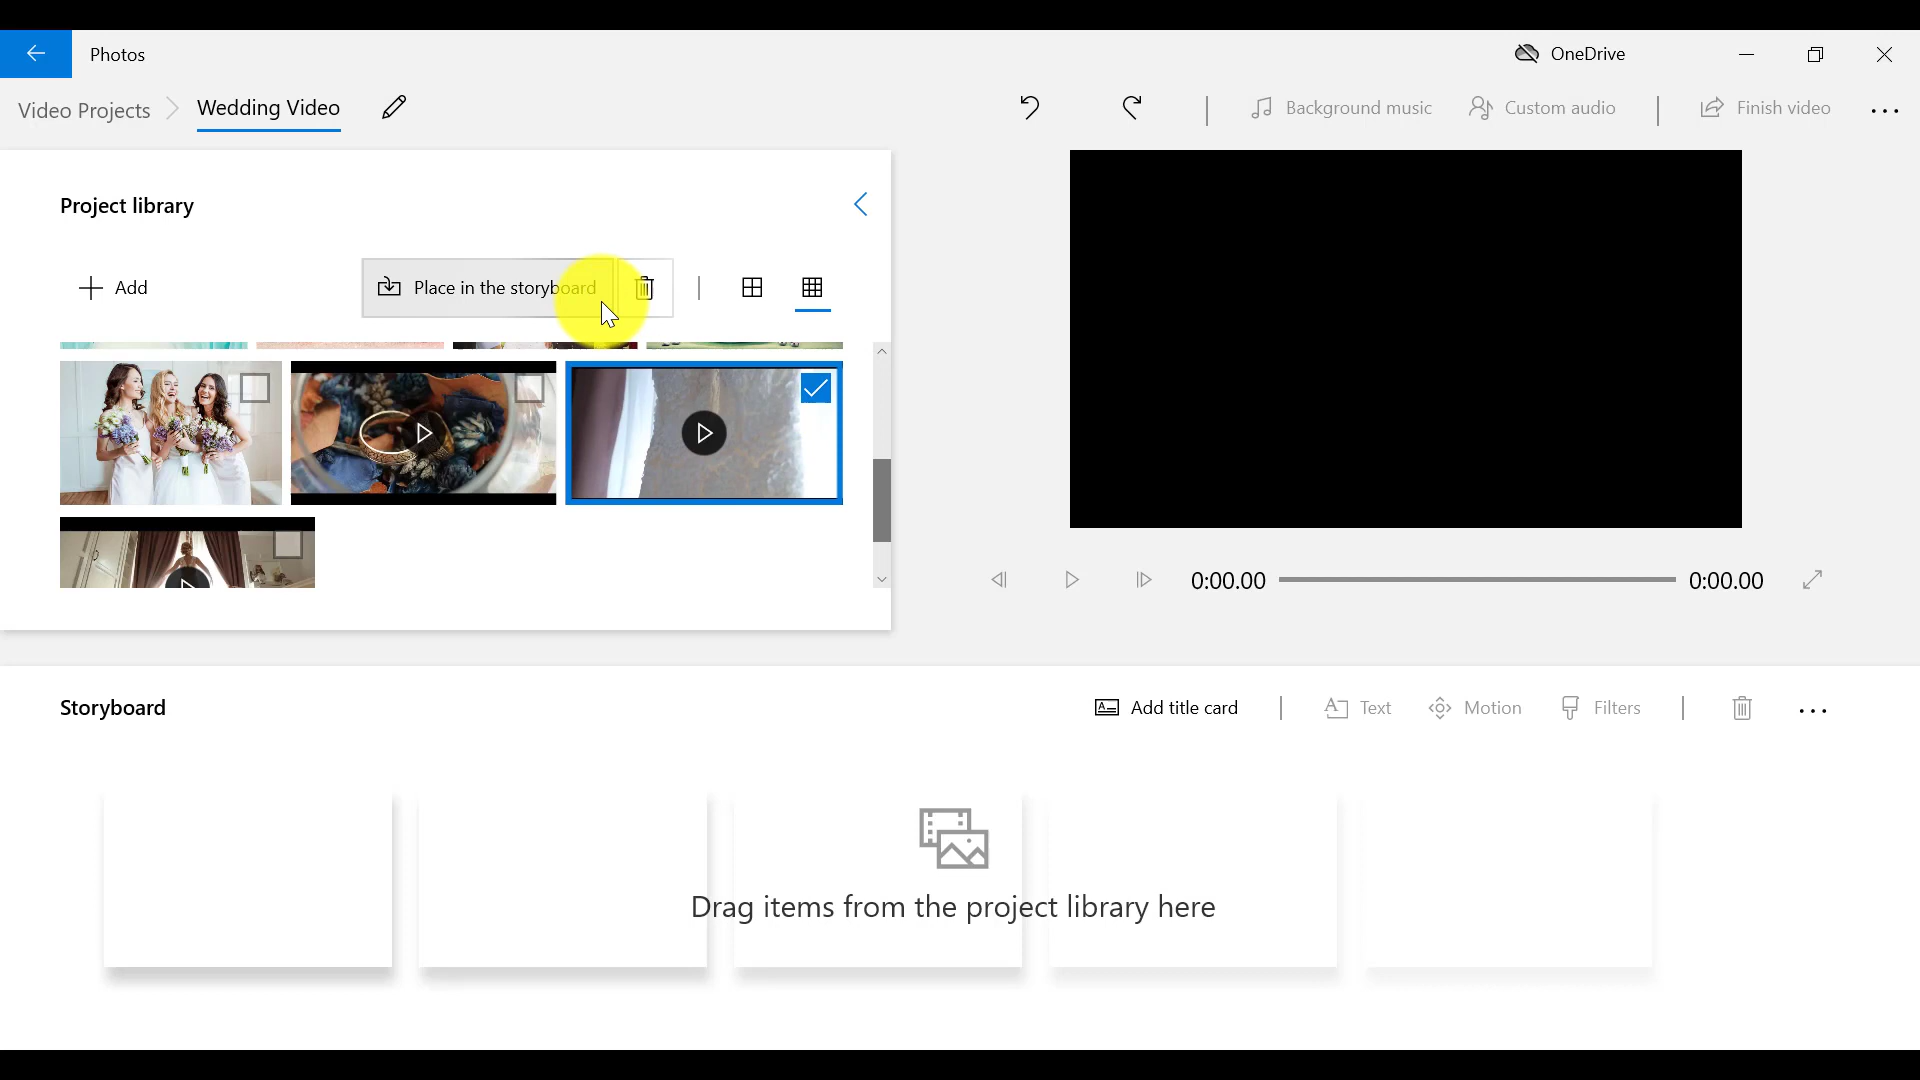 Photos
OneDrive
Video Projects
Wedding Video
Background music
Custom audio
Finish video
Project library
Add
Place in the storyboard
0:00.00
0:00.00
Storyboard
Add title card
Text
Motion
Filters
Drag items from the project library here